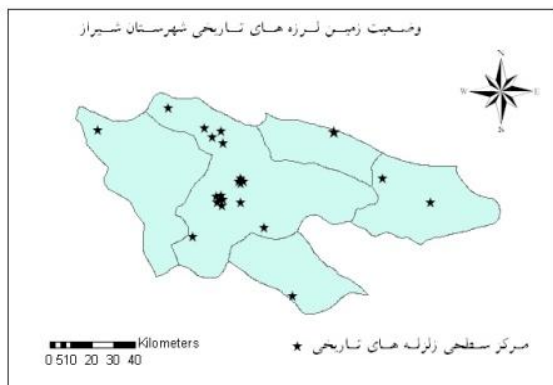 وضعیت زمین لرزه های تاریخی شهرستان شیراز
N
W E
S
Kilometers
0 5 10 20 30 40
مرکز سطحی زلزله های تاریخی